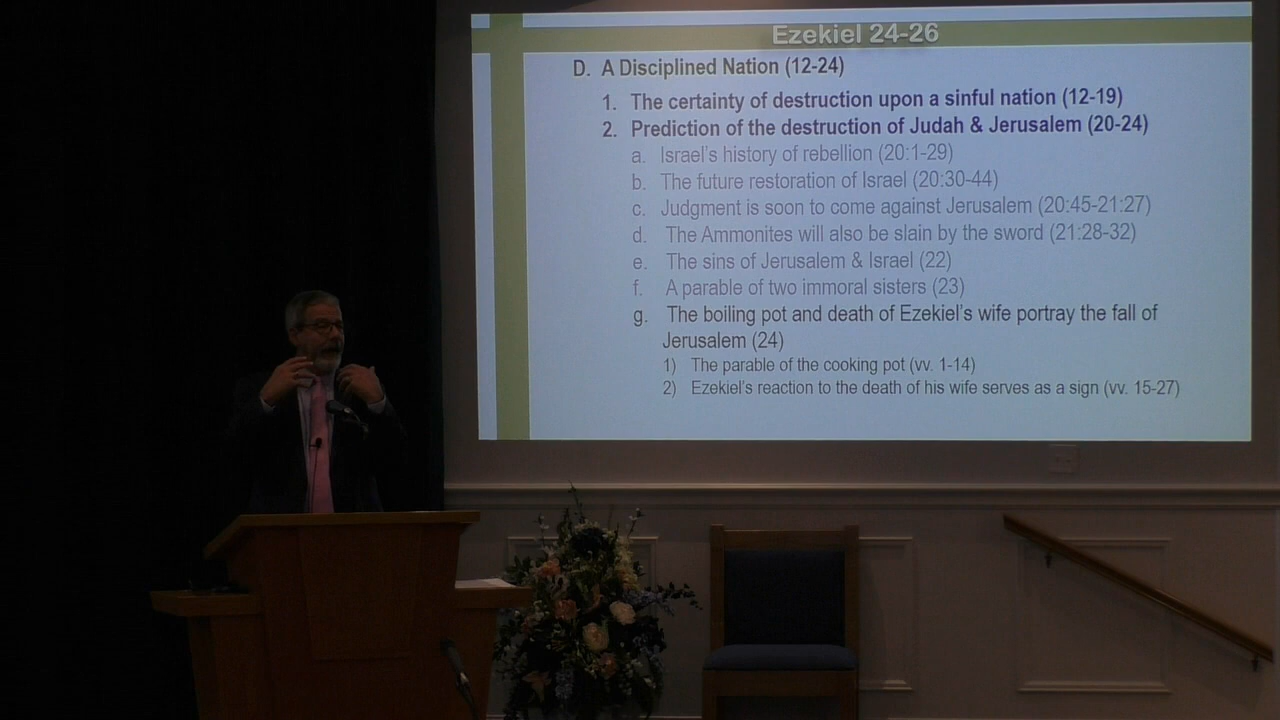 Ezekiel 24-26
D. A Disciplined Nation (12-24)
1. The certainty of destruction upon a sinful nation (12-19)
2. Prediction of the destruction of Judah & Jerusalem (20-24)
a. Israel's history of rebellion (20:1-29)
b. The future restoration of Israel (20:30-44)
c. Judgment is soon to come against Jerusalem (20:45-21:27)
d. The Ammonites will also be slain by the sword (21:28-32)
e. The sins of Jerusalem & Israel (22)
f. A parable of two immoral sisters (23)
g. The boiling pot and death of Ezekiel's wife portray the fall of
Jerusalem (24)
1) The parable of the cooking pot (vv. 1-14)
2) Ezekiel's reaction to the death of his wife serves as a sign (vv. 15-27)